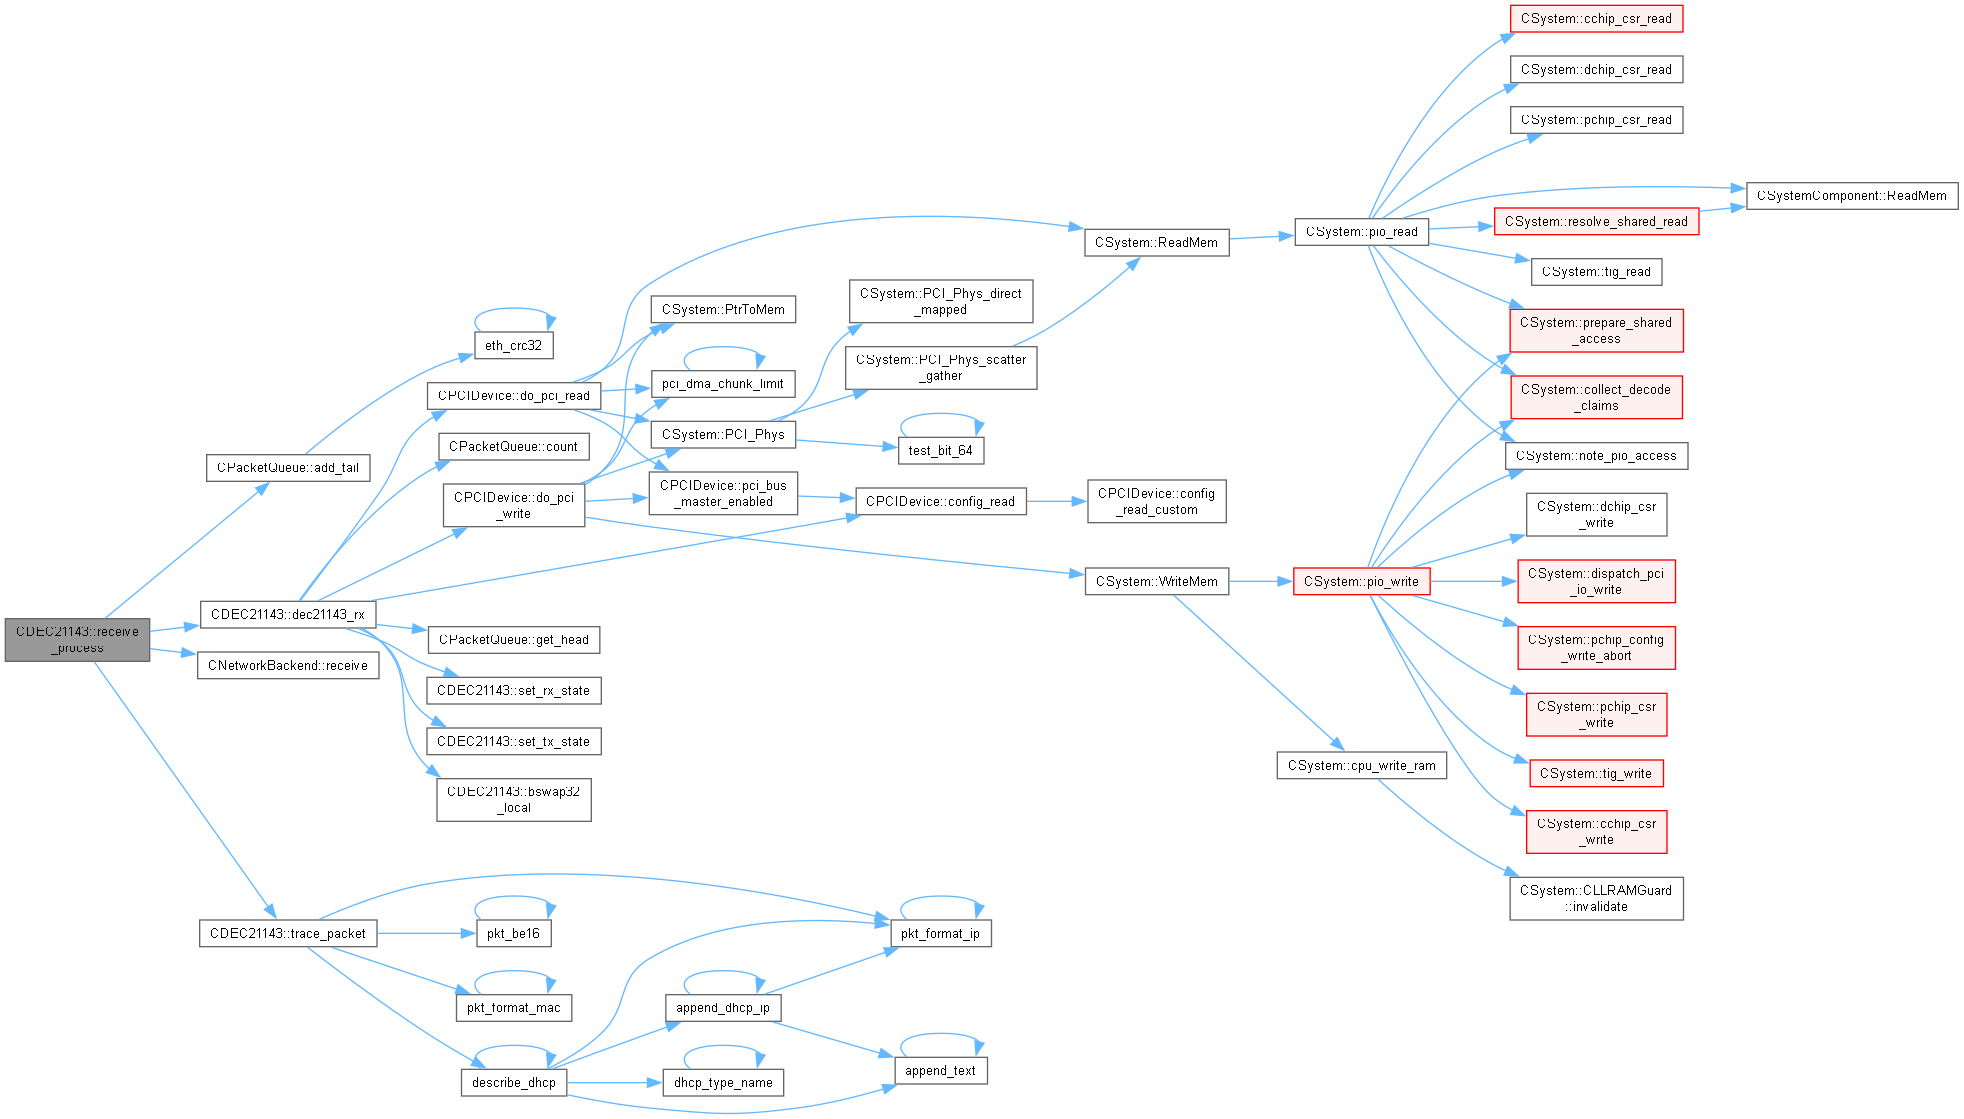 CSystem::cchip_csr_read
CSystem::dchip_csr_read
CSystem::pchip_csr_read
CSystemComponent::ReadMem
CSystem::resolve_shared_read
CSystem::pio_read
CSystem::ReadMem
CSystem::tig_read
CSystem::PCI_Phys_direct
_mapped
CSystem::PtrToMem
CSystem::prepare_shared
_access
eth_crc32
CSystem::PCI_Phys_scatter
_gather
pci_dma_chunk_limit
CPCIDevice::do_pci_read
CSystem::collect_decode
_claims
CSystem::PCI_Phys
CPacketQueue::count
test_bit_64
CSystem::note_pio_access
CPacketQueue::add_tail
CPCIDevice::pci_bus
_master_enabled
CPCIDevice::do_pci
_write
CPCIDevice::config_read
CPCIDevice::config
_read_custom
CSystem::dchip_csr
_write
CSystem::WriteMem
CSystem::pio_write
CSystem::dispatch_pci
_io_write
CDEC21143::dec21143_rx
CDEC21143::receive
_process
CPacketQueue::get_head
CSystem::pchip_config
_write_abort
CNetworkBackend::receive
CDEC21143::set_rx_state
CSystem::pchip_csr
_write
CDEC21143::set_tx_state
CSystem::cpu_write_ram
CSystem::tig_write
CDEC21143::bswap32
_local
CSystem::cchip_csr
_write
CSystem::CLLRAMGuard
::invalidate
CDEC21143::trace_packet
pkt_be16
pkt_format_ip
pkt_format_mac
append_dhcp_ip
append_text
describe_dhcp
dhcp_type_name